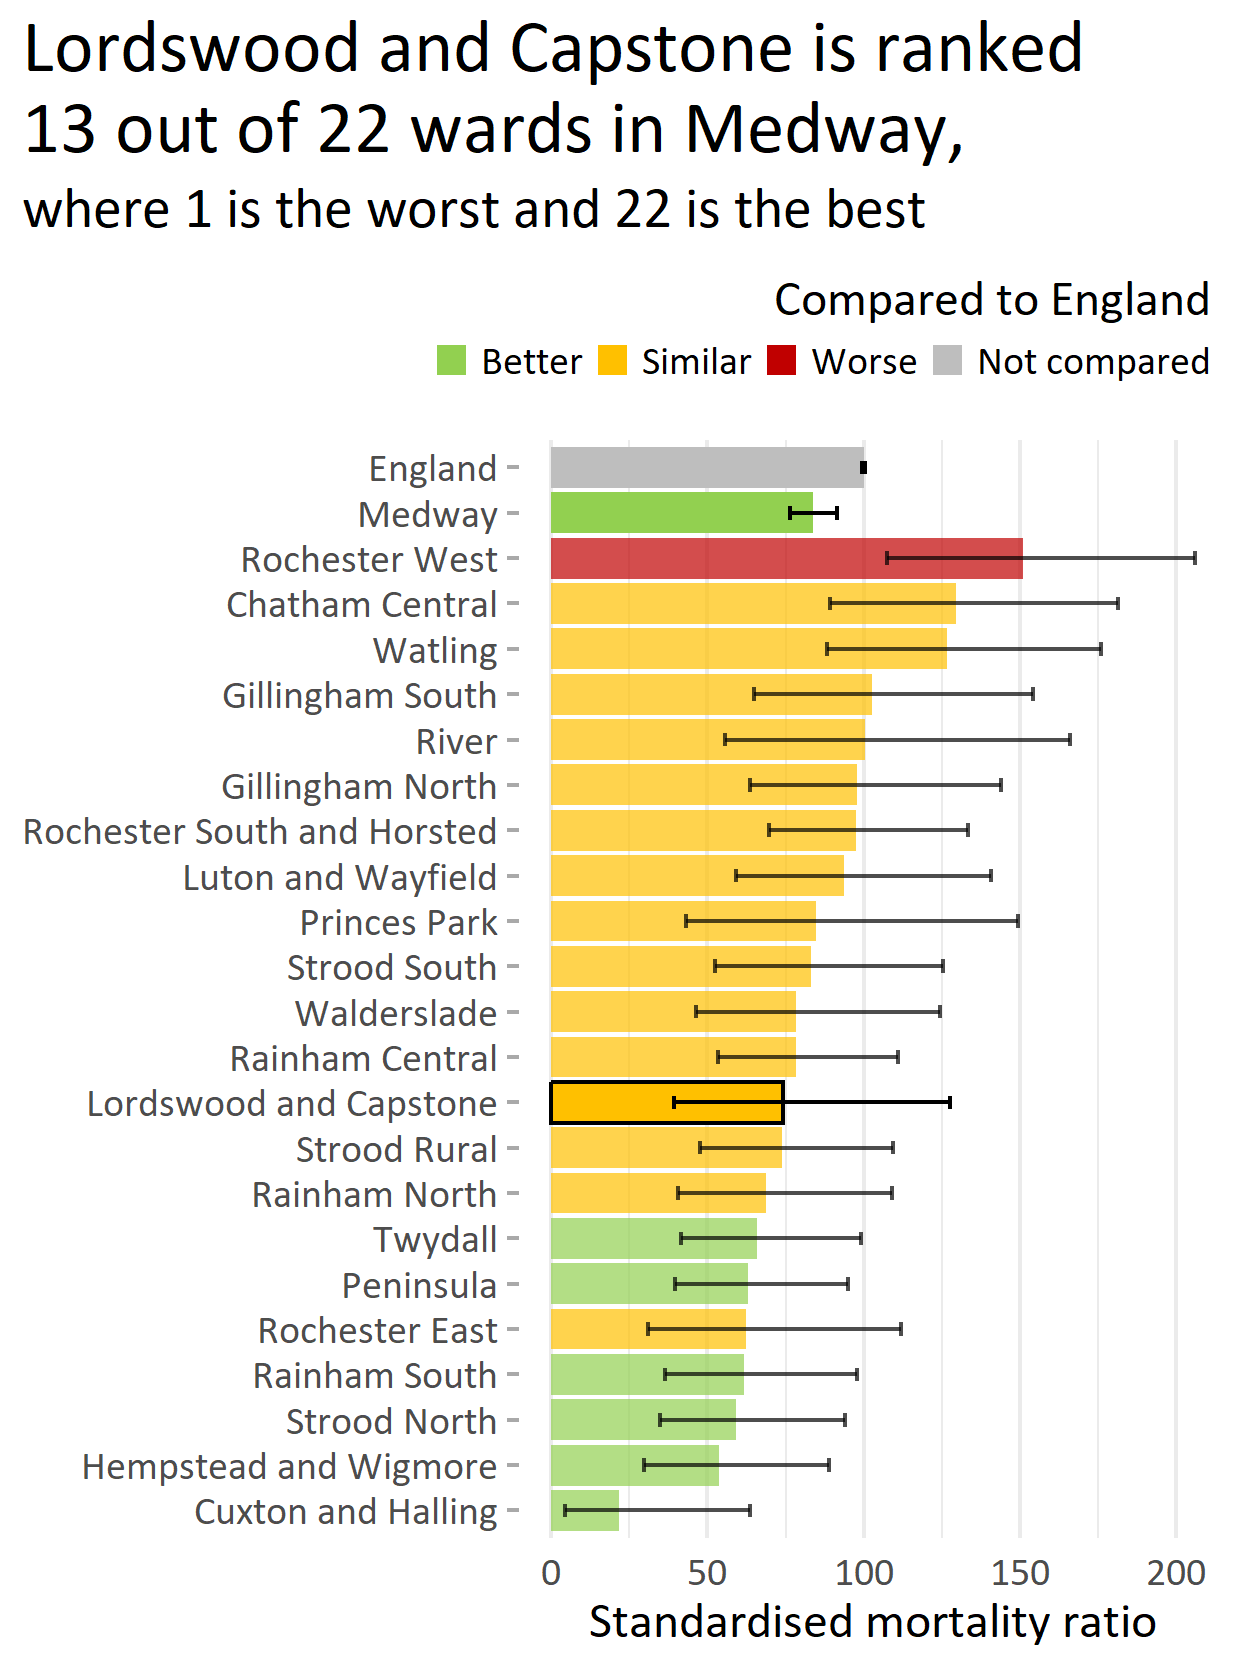 Lordswood and Capstone is ranked
13 out of 22 wards in Medway,
where 1 is the worst and 22 is the best
Compared to England
Better Similar Worse Not compared
England
Medway
Rochester West
Chatham Central
Watling
Gillingham South
River
Gillingham North
Rochester South and Horsted
Luton and Wayfield
Princes Park
Strood South
Walderslade
Rainham Central
Lordswood and Capstone
Strood Rural
Rainham North
Twydall
Peninsula
Rochester East
Rainham South
Strood North
Hempstead and Wigmore
Cuxton and Halling
0 50 100 150 200
Standardised mortality ratio